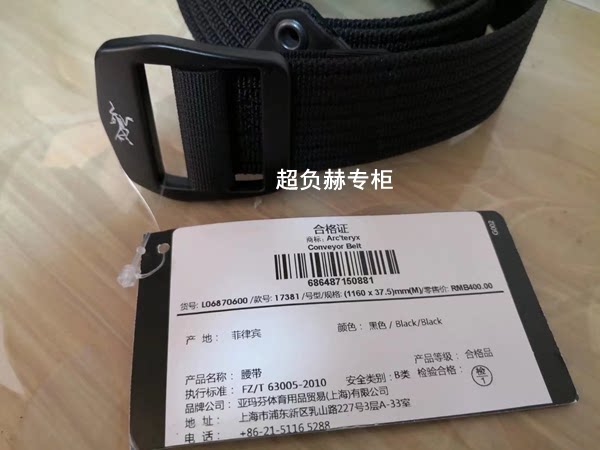 超负赫专柜
G002
合格证
商标: Arc'teryx
Conveyor Belt
686487150881
货号: L06870600 /款号: 17381 /号型/规格: (1160 x 37.5)mm(M)/零售价: RMB400.00
产 地: 菲律宾 颜色: 黑色 / Black/Black
产品等级: 合格品
产品名称: 腰带
执行标准: FZ/T 63005-2010 安全类别: B类 检验合格: 检1
品牌公司: 亚玛芬体育用品贸易(上海)有限公司
地 址: 上海市浦东新区乳山路227号3层A-33室
电 话: +86-21-5116 5288